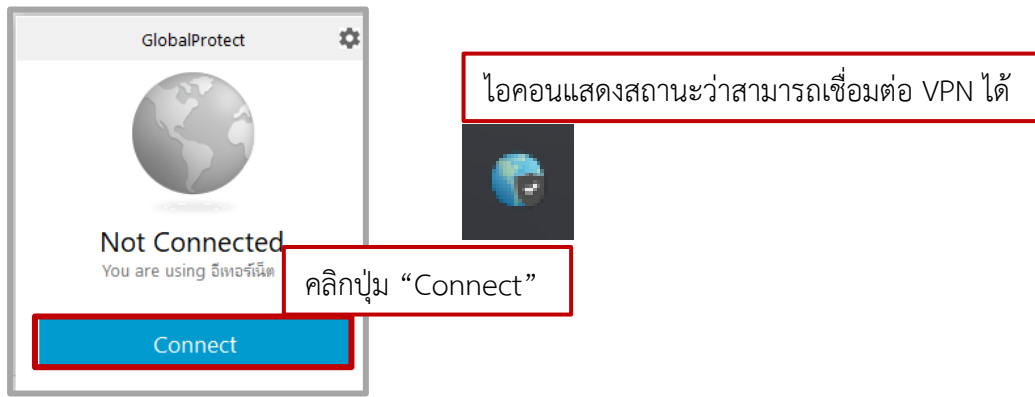 GlobalProtect
ไอคอนแสดงสถานะว่าสามารถเชื่อมต่อ VPN ได้
Not Connected
You are using อีเทอร์เน็ต
คลิกปุ่ม “Connect”
Connect